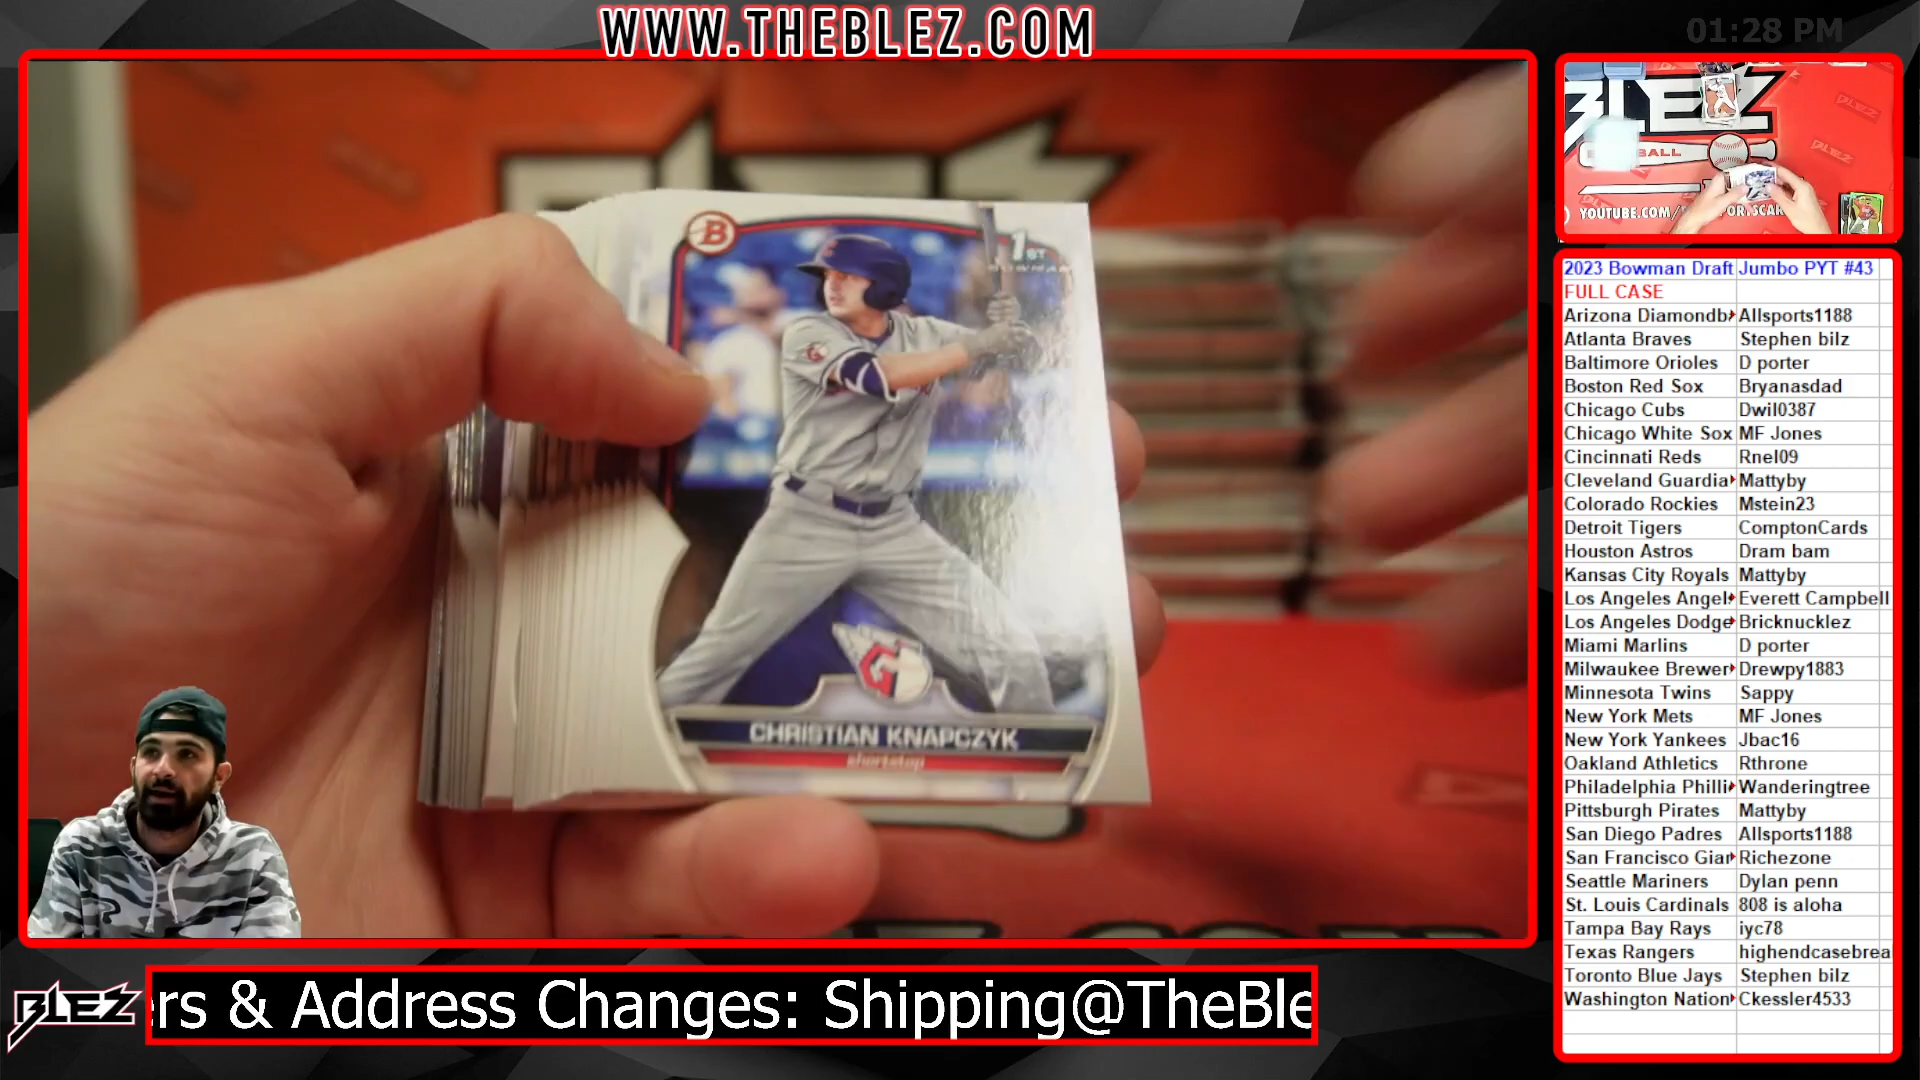 WWW.THEBLEZ.COM
01:28 PM
B
1ST
CHRISTIAN KNAPCZYK
shortstop
BLEZ
YOUTUBE.COM/
2023 Bowman Draft Jumbo PYT #43
FULL CASE
Arizona Diamondb Allsports1188
Atlanta Braves Stephen bilz
Baltimore Orioles D porter
Boston Red Sox Bryanasdad
Chicago Cubs Dwil0387
Chicago White Sox MF Jones
Cincinnati Reds Rnel09
Cleveland Guardia Mattyby
Colorado Rockies Mstein23
Detroit Tigers ComptonCards
Houston Astros Dram bam
Kansas City Royals Mattyby
Los Angeles Angel Everett Campbell
Los Angeles Dodge Bricknucklez
Miami Marlins D porter
Milwaukee Brewer Drewpy1883
Minnesota Twins Sappy
New York Mets MF Jones
New York Yankees Jbac16
Oakland Athletics Rthrone
Philadelphia Philli Wanderingtree
Pittsburgh Pirates Mattyby
San Diego Padres Allsports1188
San Francisco Gian Richezone
Seattle Mariners Dylan penn
St. Louis Cardinals 808 is aloha
Tampa Bay Rays iyc78
Texas Rangers highendcasebrea
Toronto Blue Jays Stephen bilz
Washington Nation Ckessler4533
BLEZ
rs & Address Changes: Shipping@TheBle